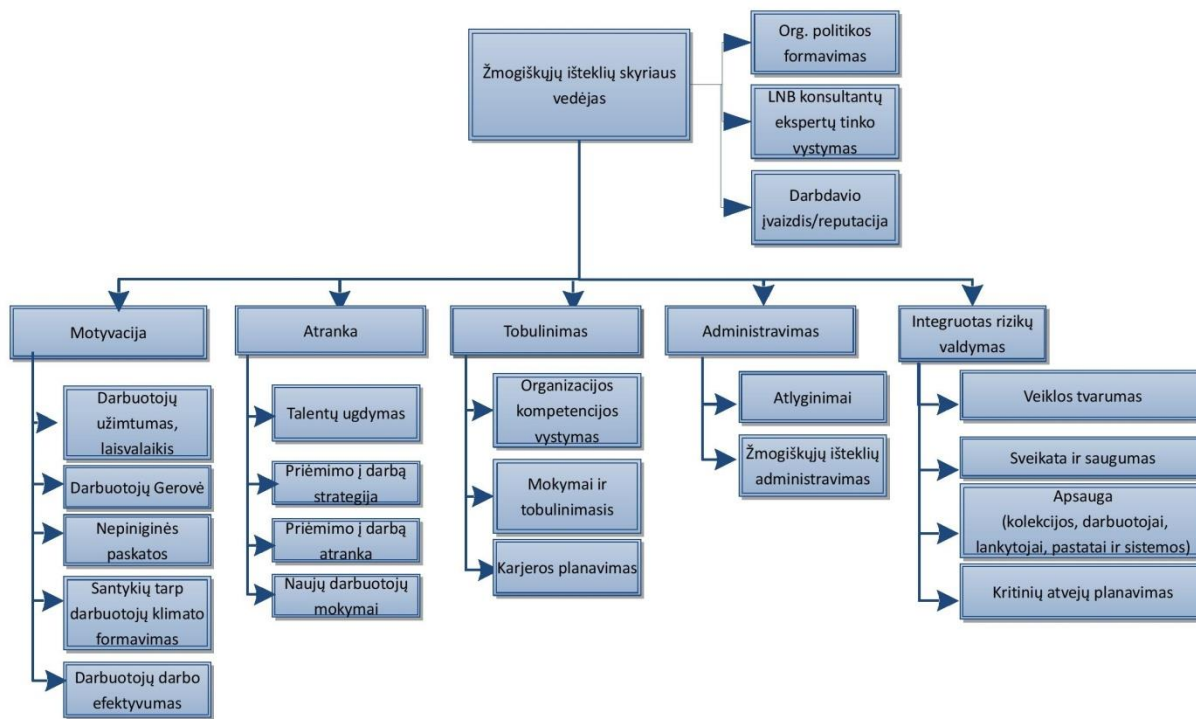 Žmogiškųjų išteklių skyriaus
vedėjas
Org. politikos
formavimas
LNB konsultantų
ekspertų tinko
vystymas
Darbdavio
įvaizdis/reputacija
Motyvacija
Darbuotojų
užimtumas,
laisvalaikis
Darbuotojų Gerovė
Nepiniginės
paskatos
Santykių tarp
darbuotojų klimato
formavimas
Darbuotojų darbo
efektyvumas
Atranka
Talentų ugdymas
Priėmimo į darbą
strategija
Priėmimo į darbą
atranka
Naujų darbuotojų
mokymai
Tobulinimas
Organizacijos
kompetencijos
vystymas
Mokymai ir
tobulinimasis
Karjeros planavimas
Administravimas
Atlyginimai
Žmogiškųjų išteklių
administravimas
Integruotas rizikų
valdymas
Veiklos tvarumas
Sveikata ir saugumas
Apsauga
(kolekcijos, darbuotojai,
lankytojai, pastatai ir sistemos)
Kritinių atvejų planavimas